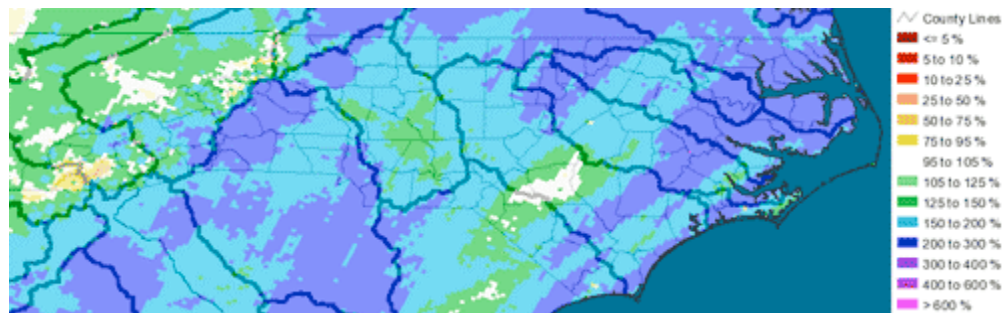 County Lines
<= 5 %
5 to 10 %
10 to 25 %
25 to 50 %
50 to 75 %
75 to 95 %
95 to 105 %
105 to 125 %
125 to 150 %
150 to 200 %
200 to 300 %
300 to 400 %
400 to 600 %
> 600 %